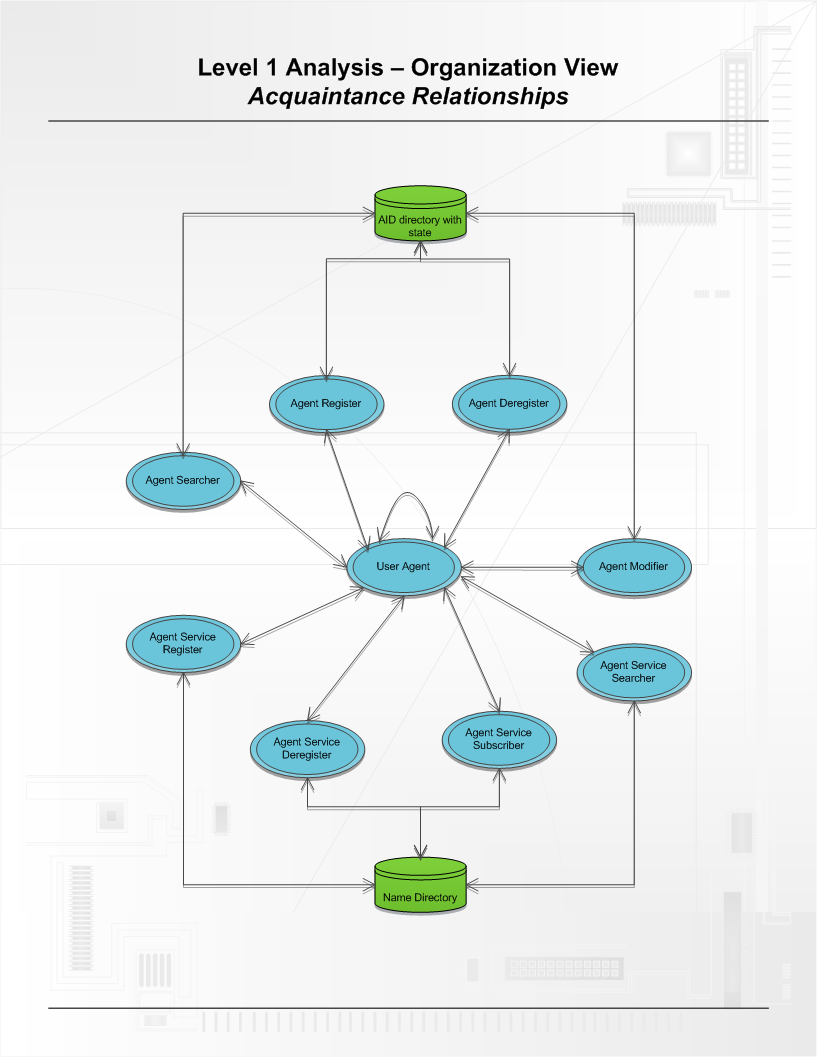 Level 1 Analysis – Organization View
Acquaintance Relationships
AID directory with
state
Agent Register
Agent Deregister
Agent Searcher
User Agent
Agent Modifier
Agent Service
Register
Agent Service
Searcher
Agent Service
Deregister
Agent Service
Subscriber
Name Directory